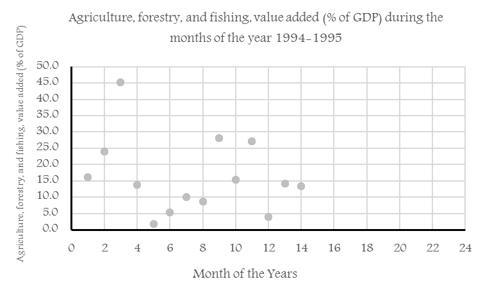 Agriculture, forestry, and fishing, value added (% of GDP) during the
months of the year 1994-1995
Agriculture, forestry, and fishing, value added (% of GDP)
50.0
45.0
40.0
35.0
30.0
25.0
20.0
15.0
10.0
5.0
0.0
0 2 4 6 8 10 12 14 16 18 20 22 24
Month of the Years